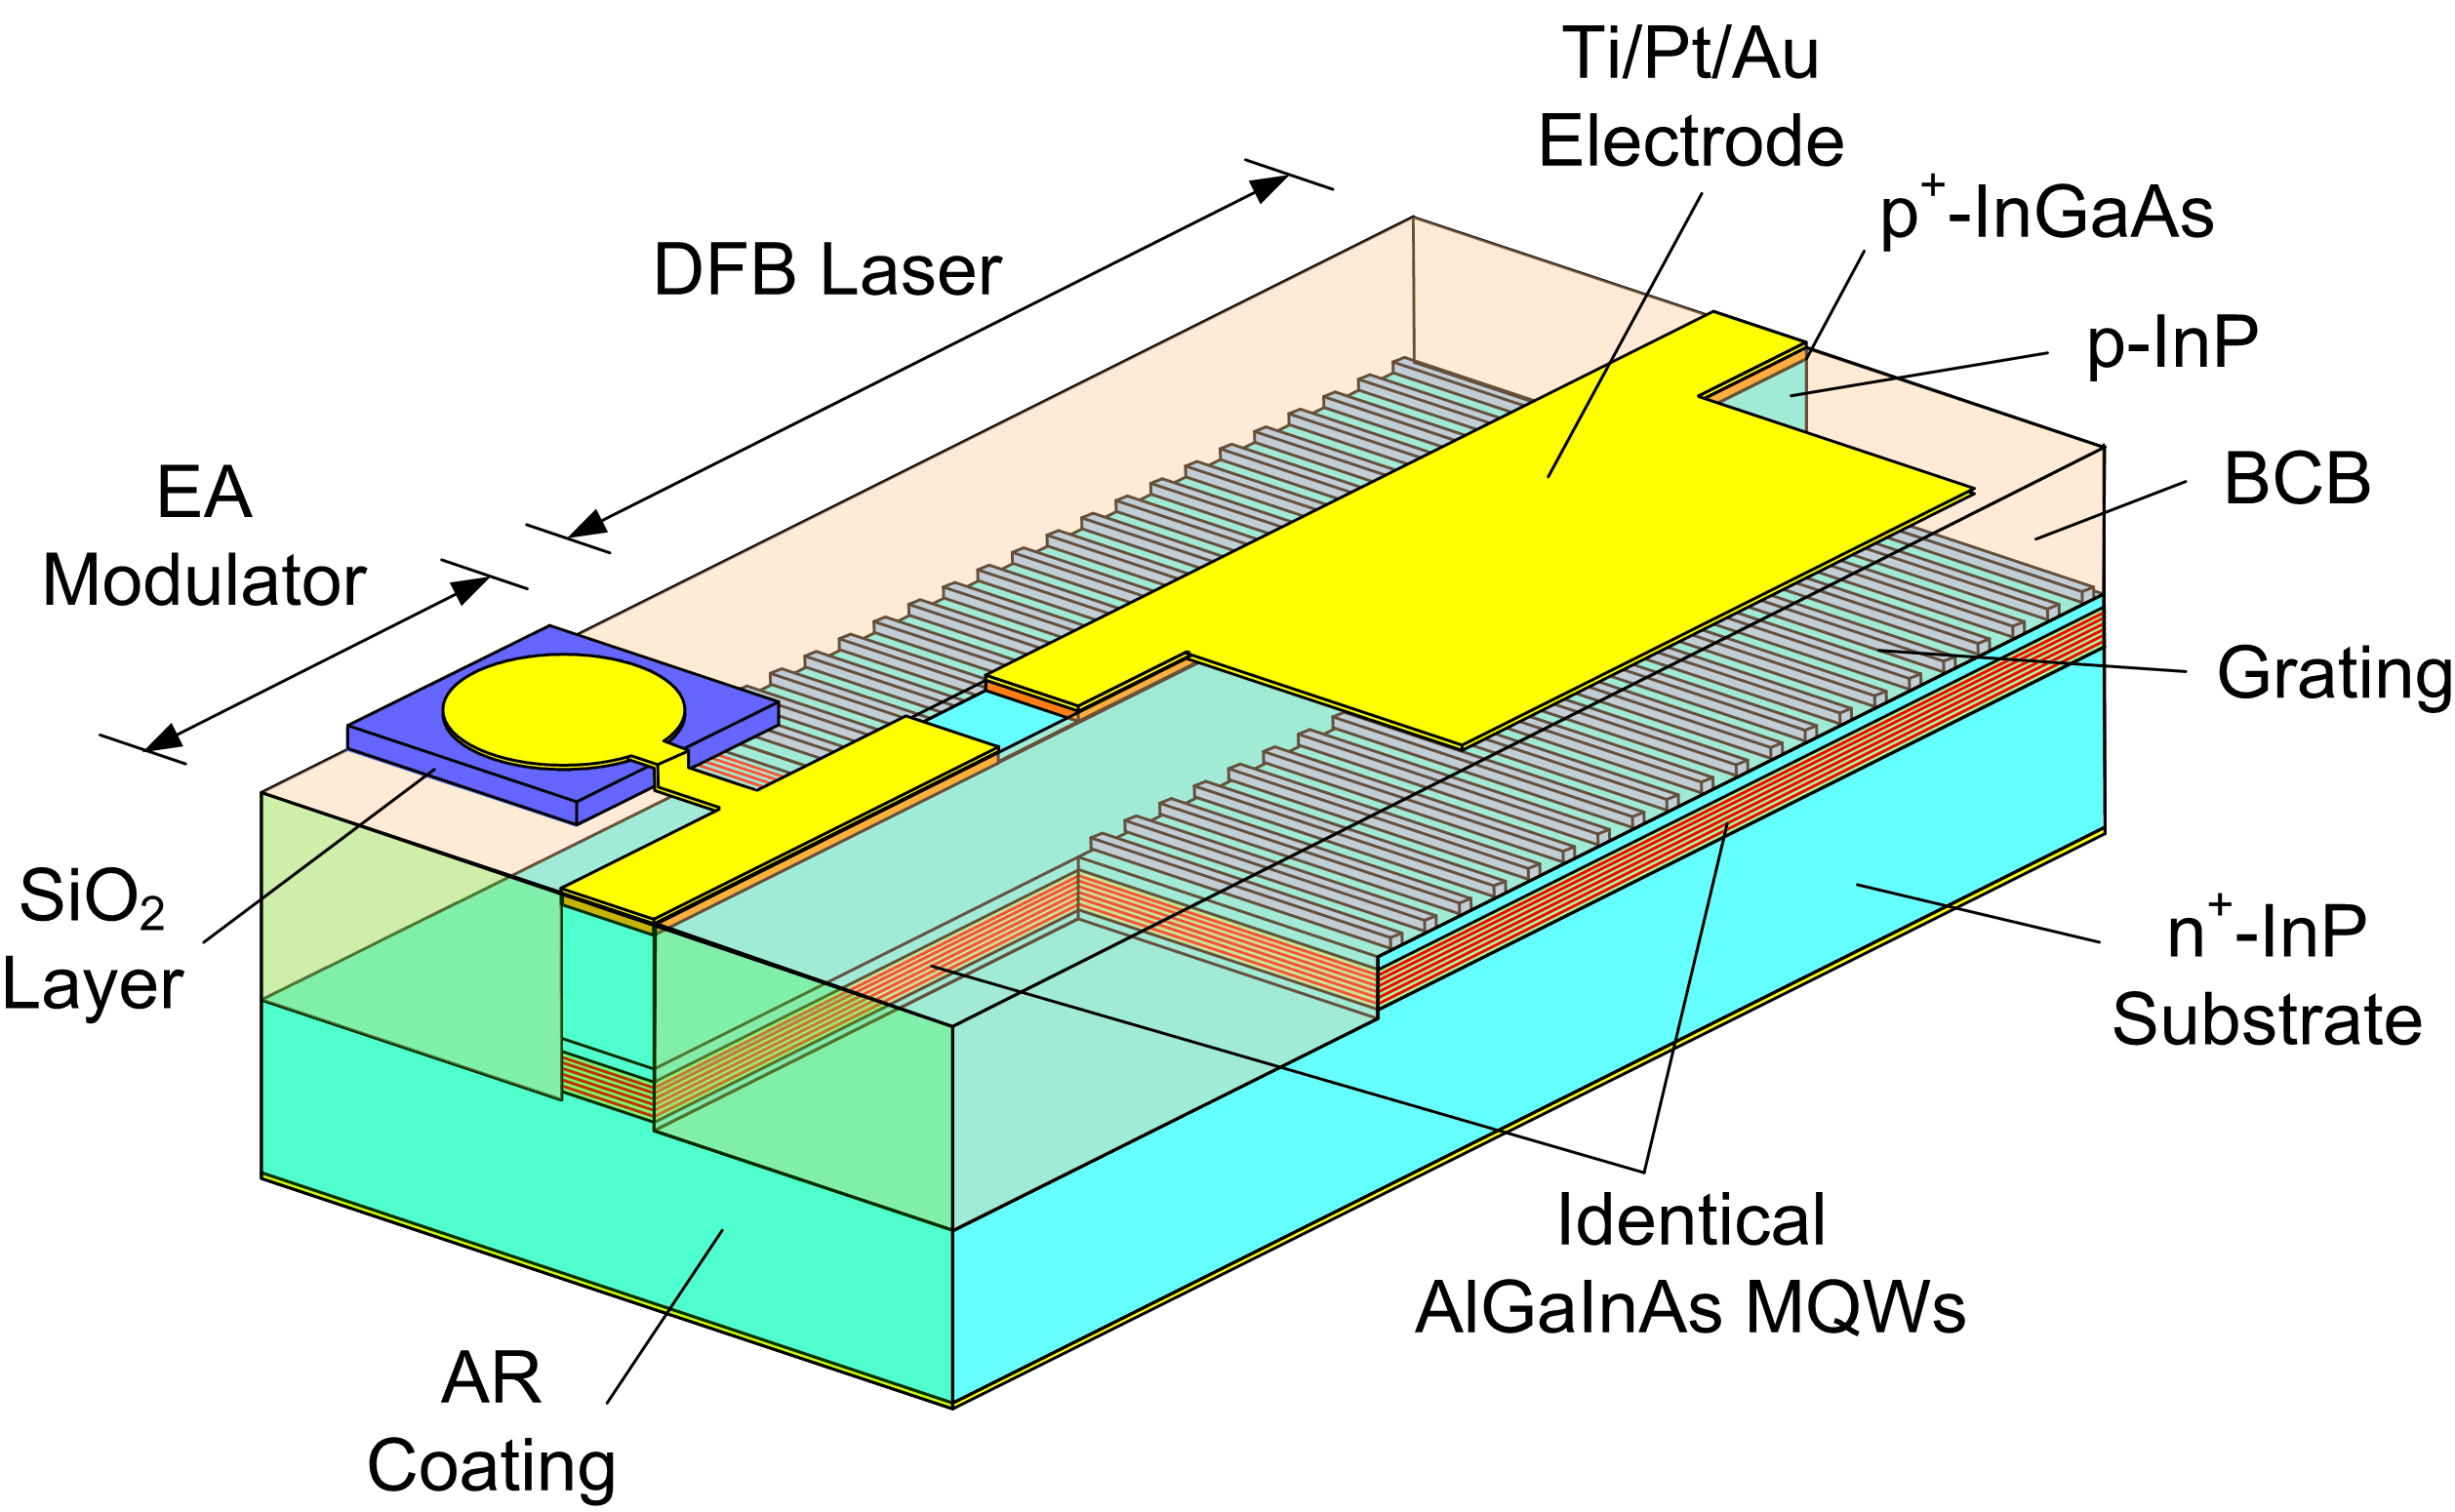 Ti/Pt/Au
Electrode
p⁺-InGaAs
DFB Laser
p-InP
BCB
EA
Modulator
Grating
SiO₂
Layer
n⁺-InP
Substrate
Identical
AlGaInAs MQWs
AR
Coating